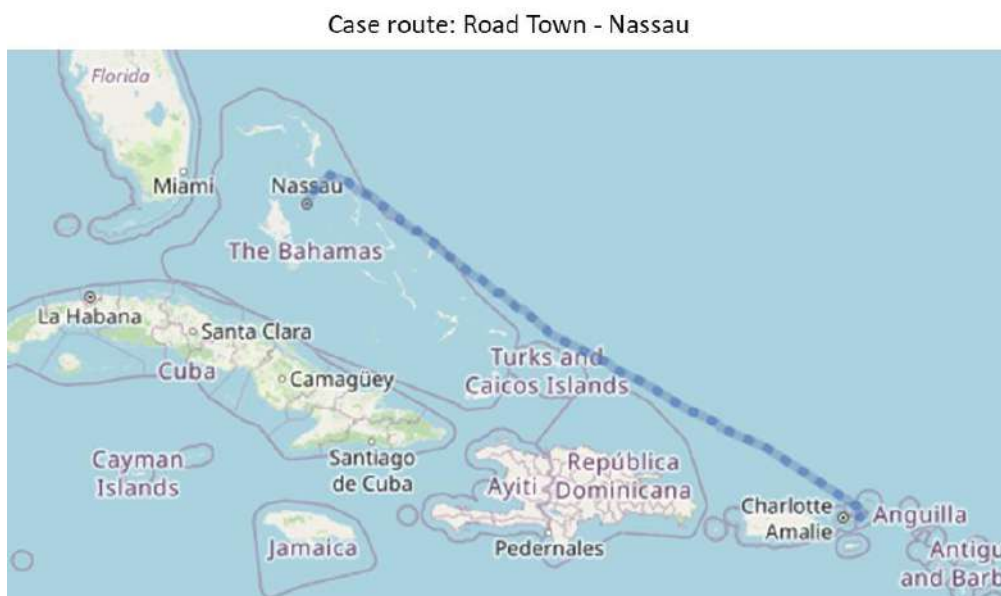 Case route: Road Town - Nassau
Florida
Miami
Nassau
The Bahamas
La Habana
Santa Clara
Cuba
Camagüey
Turks and
Caicos Islands
Cayman
Islands
Santiago
de Cuba
Ayiti
República
Dominicana
Jamaica
Pedernales
Charlotte
Amalie
Anguilla
Antigu
and Barb